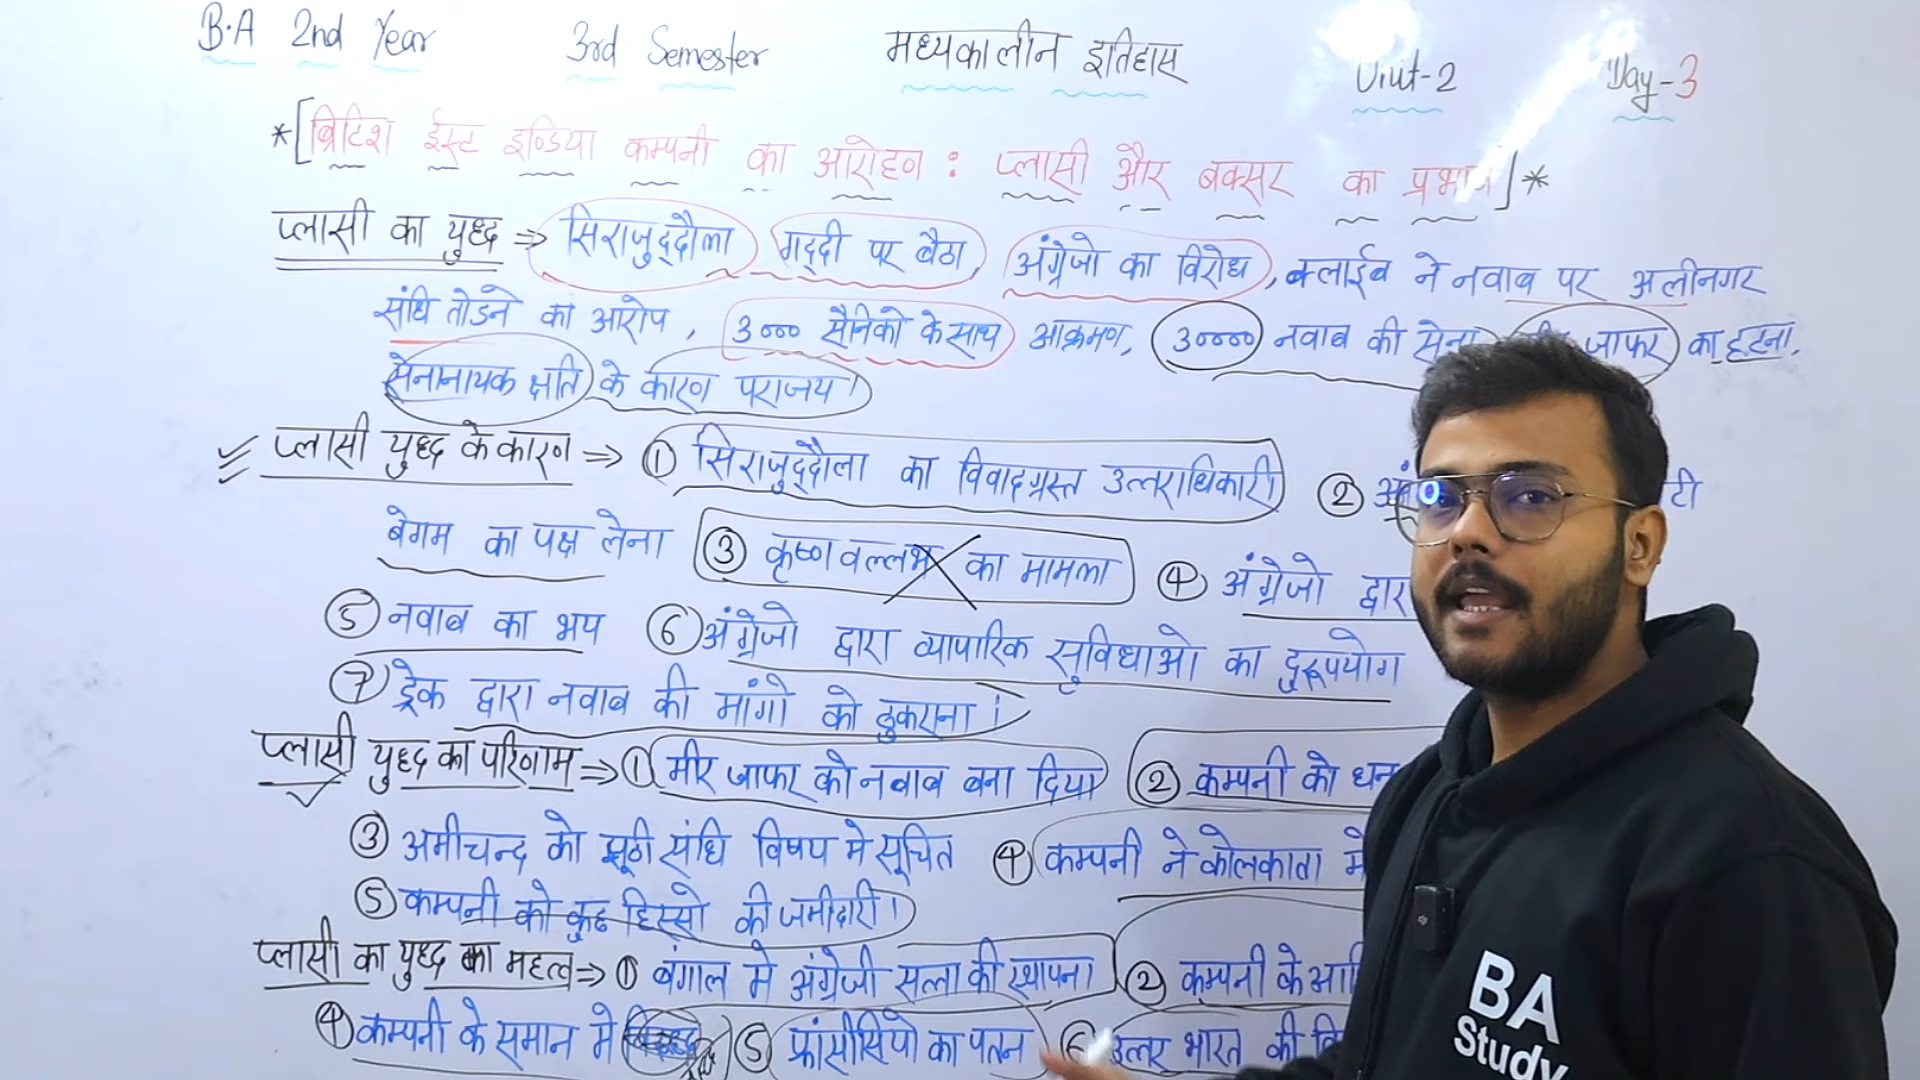 B.A 2nd Year 3rd Semester मध्यकालीन इतिहास Unit-2 Day-3
*[ब्रिटिश ईस्ट इण्डिया कम्पनी का आरोहण : प्लासी और बक्सर का प्रभाव]*
प्लासी का युध्द ⇒ सिराजुद्दौला गद्दी पर बैठा, अंग्रेजो का विरोध, क्लाईव ने नवाब पर अलीनगर
संधि तोडने का आरोप, 3000 सैनिको के साथ आक्रमण, 30000 नवाब की सेना जाफर का हटना,
सेनानायक क्षति के कारण पराजय।
प्लासी युध्द के कारण ⇒ ① सिराजुद्दौला का विवादग्रस्त उत्तराधिकारी ②
बेगम का पक्ष लेना ③ कृष्ण वल्लभ का मामला ④ अंग्रेजो
⑤ नवाब का भय ⑥ अंग्रेजो द्वारा व्यापारिक सुविधाओ का दुरूपयोग
⑦ ड्रेक द्वारा नवाब की मांगो को ठुकराना।
प्लासी युध्द का परिणाम ⇒ ① मीर जाफर को नवाब बना दिया ② कम्पनी को धन
③ अमीचन्द को झूठी संधि विषय मे सूचित ④ कम्पनी ने कोलकाता मे
⑤ कम्पनी को कुछ हिस्सो की जमीदारी।
प्लासी का युध्द का महत्व ⇒ ① बंगाल मे अंग्रेजी सत्ता की स्थापना ② कम्पनी के
④ कम्पनी के समान मे ⑤ फ्रांसीसियो का पतन ⑥ उत्तर भारत की
BA
Study